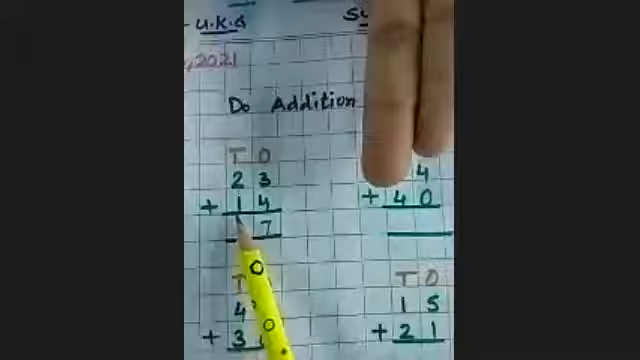 U.K.G
2021
Do Addition
T O
2 3
+ 1 4
7
4
+ 4 0
T
4
+ 3
T O
1 5
+ 2 1